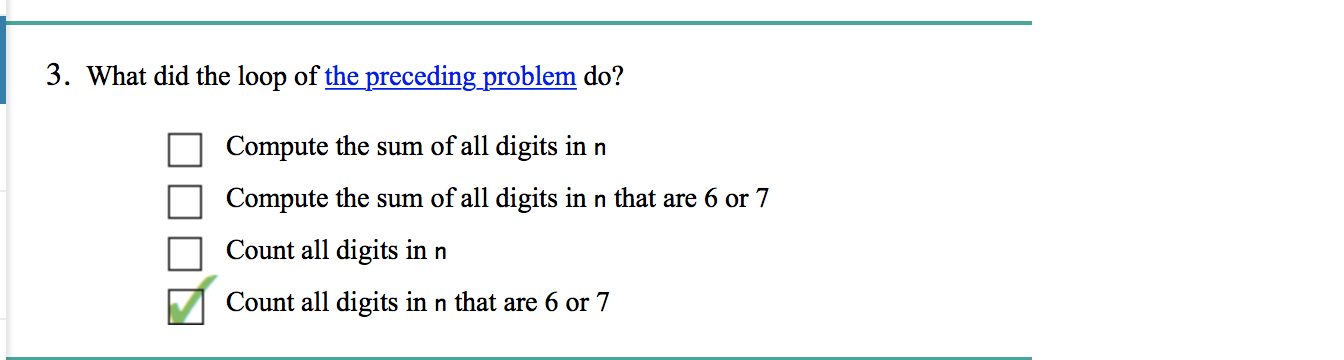 3. What did the loop of the preceding problem do?
Compute the sum of all digits in n
Compute the sum of all digits in n that are 6 or 7
Count all digits in n
Count all digits in n that are 6 or 7